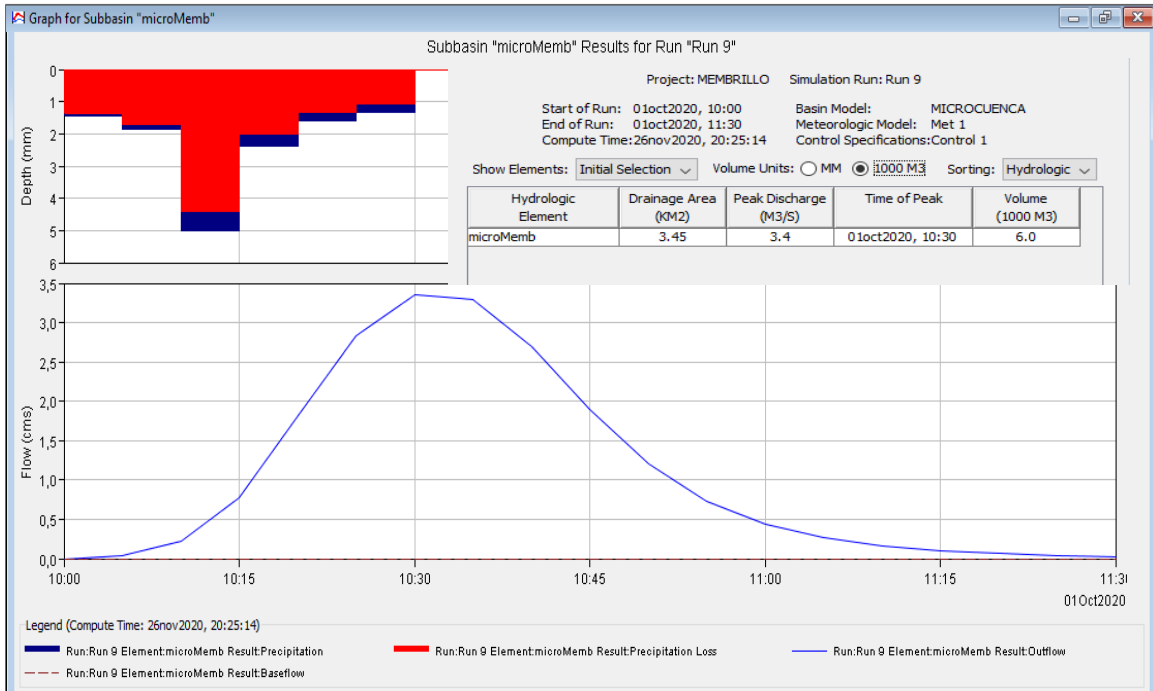 Graph for Subbasin "microMemb"
Subbasin "microMemb" Results for Run "Run 9"
Project: MEMBRILLO Simulation Run: Run 9
Start of Run: 01oct2020, 10:00 Basin Model: MICROCUENCA
End of Run: 01oct2020, 11:30 Meteorologic Model: Met 1
Compute Time:26nov2020, 20:25:14 Control Specifications:Control 1
Show Elements: Initial Selection Volume Units: MM 1000 M3 Sorting: Hydrologic
Hydrologic Element Drainage Area (KM2) Peak Discharge (M3/S) Time of Peak Volume (1000 M3)
microMemb 3.45 3.4 01oct2020, 10:30 6.0
Depth (mm)
0
1
2
3
4
5
6
Flow (cms)
3,5
3,0
2,5
2,0
1,5
1,0
0,5
0,0
10:00 10:15 10:30 10:45 11:00 11:15 11:3
01Oct2020
Legend (Compute Time: 26nov2020, 20:25:14)
Run:Run 9 Element:microMemb Result:Precipitation Run:Run 9 Element:microMemb Result:Precipitation Loss Run:Run 9 Element:microMemb Result:Outflow
Run:Run 9 Element:microMemb Result:Baseflow